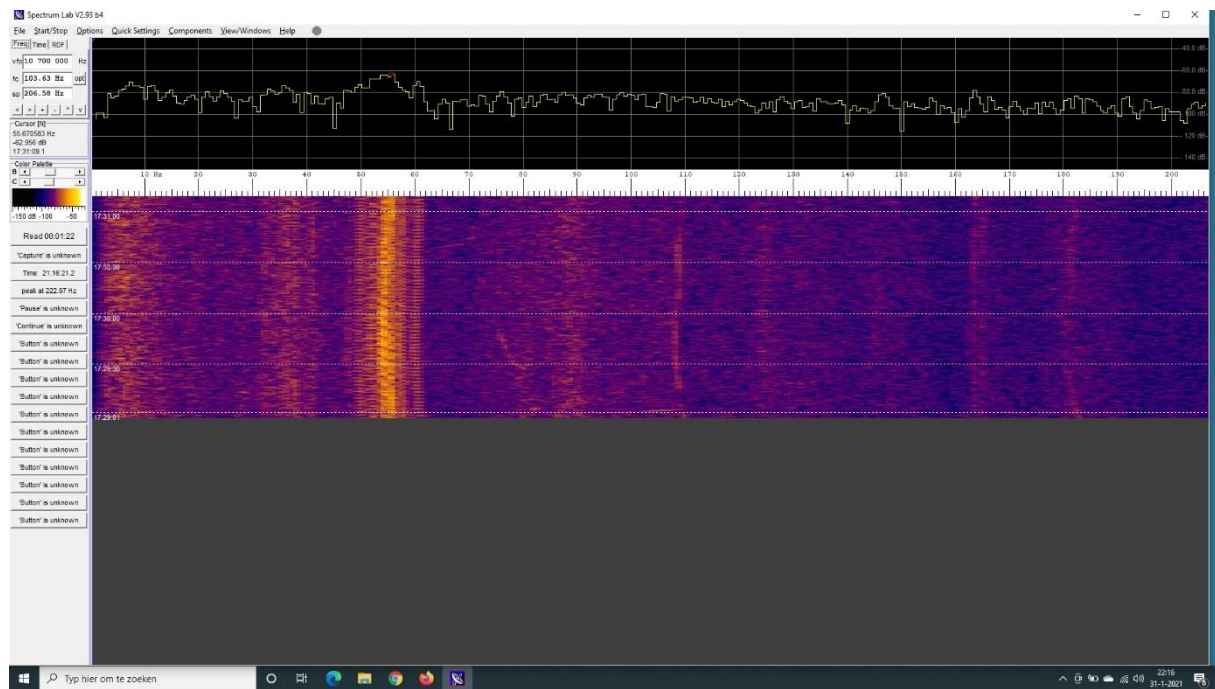 Spectrum Lab V2.93 b4
File Start/Stop Options Quick Settings Components View/Windows Help
Freq Time RDF
vfo 10 700 000 Hz
fc 103.63 Hz opt
sp 206.58 Hz
< > + - ^ v
Cursor [N]
55.670583 Hz
-62.956 dB
17:31:09.1
Color Palette
B
C
-150 dB -100 -50
Read 00:01:22
'Capture' is unknown
Time: 21:16:21.2
peak at 222.97 Hz
'Pause' is unknown
'Continue' is unknown
'Button' is unknown
'Button' is unknown
'Button' is unknown
'Button' is unknown
'Button' is unknown
'Button' is unknown
'Button' is unknown
'Button' is unknown
'Button' is unknown
'Button' is unknown
'Button' is unknown
-40.0 dB
-60.0 dB
-80.0 dB
-100 dB
-120 dB
-140 dB
10 Hz 20 30 40 50 60 70 80 90 100 110 120 130 140 150 160 170 180 190 200
17:31:00
17:30:30
17:30:00
17:29:30
17:29:01
Typ hier om te zoeken
22:16
31-1-2021